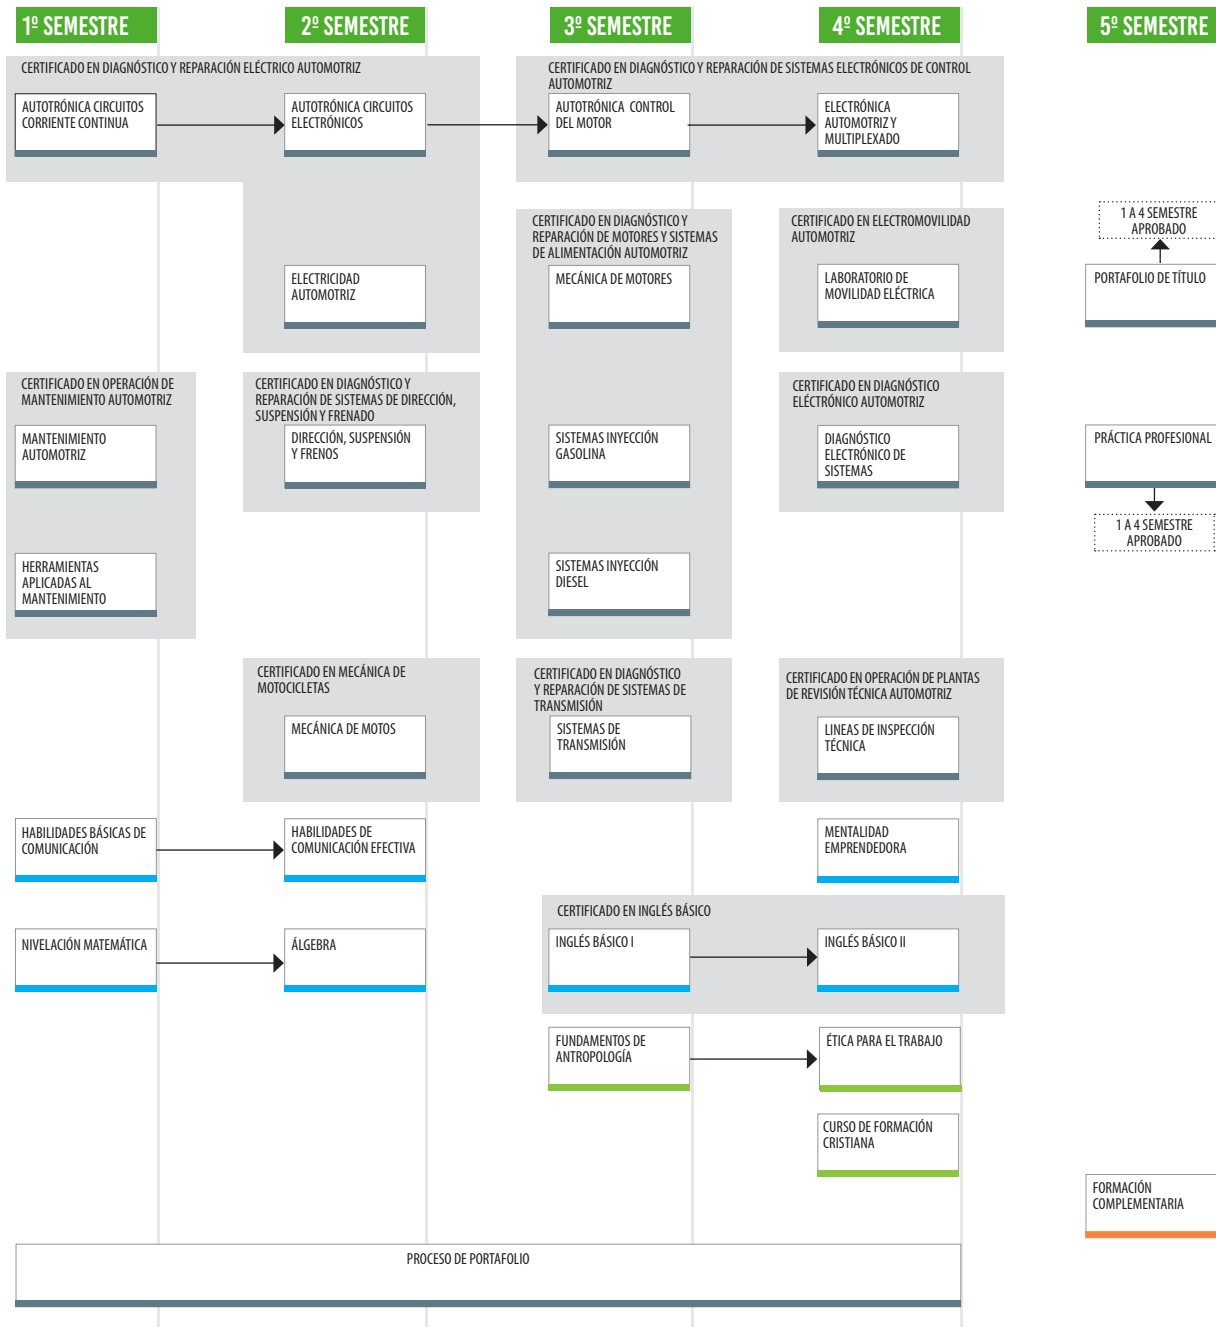 1º SEMESTRE
2º SEMESTRE
3º SEMESTRE
4º SEMESTRE
5º SEMESTRE
CERTIFICADO EN DIAGNÓSTICO Y REPARACIÓN ELÉCTRICO AUTOMOTRIZ
CERTIFICADO EN DIAGNÓSTICO Y REPARACIÓN DE SISTEMAS ELECTRÓNICOS DE CONTROL
AUTOMOTRIZ
AUTOTRÓNICA CIRCUITOS
CORRIENTE CONTINUA
AUTOTRÓNICA CIRCUITOS
ELECTRÓNICOS
AUTOTRÓNICA CONTROL
DEL MOTOR
ELECTRÓNICA
AUTOMOTRIZ Y
MULTIPLEXADO
CERTIFICADO EN DIAGNÓSTICO Y
REPARACIÓN DE MOTORES Y SISTEMAS
DE ALIMENTACIÓN AUTOMOTRIZ
CERTIFICADO EN ELECTROMOVILIDAD
AUTOMOTRIZ
1 A 4 SEMESTRE
APROBADO
ELECTRICIDAD
AUTOMOTRIZ
MECÁNICA DE MOTORES
LABORATORIO DE
MOVILIDAD ELÉCTRICA
PORTAFOLIO DE TÍTULO
CERTIFICADO EN OPERACIÓN DE
MANTENIMIENTO AUTOMOTRIZ
CERTIFICADO EN DIAGNÓSTICO Y
REPARACIÓN DE SISTEMAS DE DIRECCIÓN,
SUSPENSIÓN Y FRENADO
CERTIFICADO EN DIAGNÓSTICO
ELÉCTRÓNICO AUTOMOTRIZ
MANTENIMIENTO
AUTOMOTRIZ
DIRECCIÓN, SUSPENSIÓN
Y FRENOS
SISTEMAS INYECCIÓN
GASOLINA
DIAGNÓSTICO
ELECTRÓNICO DE
SISTEMAS
PRÁCTICA PROFESIONAL
1 A 4 SEMESTRE
APROBADO
HERRAMIENTAS
APLICADAS AL
MANTENIMIENTO
SISTEMAS INYECCIÓN
DIESEL
CERTIFICADO EN MECÁNICA DE
MOTOCICLETAS
CERTIFICADO EN DIAGNÓSTICO
Y REPARACIÓN DE SISTEMAS DE
TRANSMISIÓN
CERTIFICADO EN OPERACIÓN DE PLANTAS
DE REVISIÓN TÉCNICA AUTOMOTRIZ
MECÁNICA DE MOTOS
SISTEMAS DE
TRANSMISIÓN
LINEAS DE INSPECCIÓN
TÉCNICA
HABILIDADES BÁSICAS DE
COMUNICACIÓN
HABILIDADES DE
COMUNICACIÓN EFECTIVA
MENTALIDAD
EMPRENDEDORA
CERTIFICADO EN INGLÉS BÁSICO
NIVELACIÓN MATEMÁTICA
ÁLGEBRA
INGLÉS BÁSICO I
INGLÉS BÁSICO II
FUNDAMENTOS DE
ANTROPOLOGÍA
ÉTICA PARA EL TRABAJO
CURSO DE FORMACIÓN
CRISTIANA
FORMACIÓN
COMPLEMENTARIA
PROCESO DE PORTAFOLIO